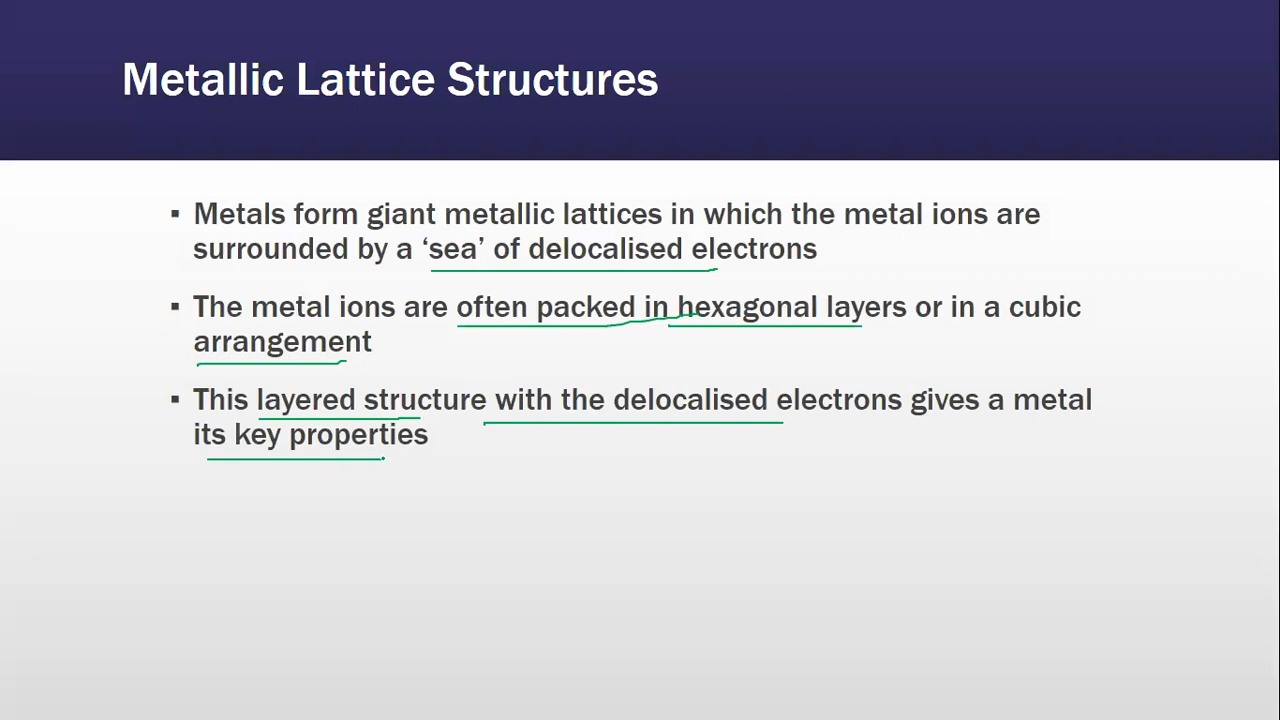 Metallic Lattice Structures
▪ Metals form giant metallic lattices in which the metal ions are
surrounded by a ‘sea’ of delocalised electrons
▪ The metal ions are often packed in hexagonal layers or in a cubic
arrangement
▪ This layered structure with the delocalised electrons gives a metal
its key properties